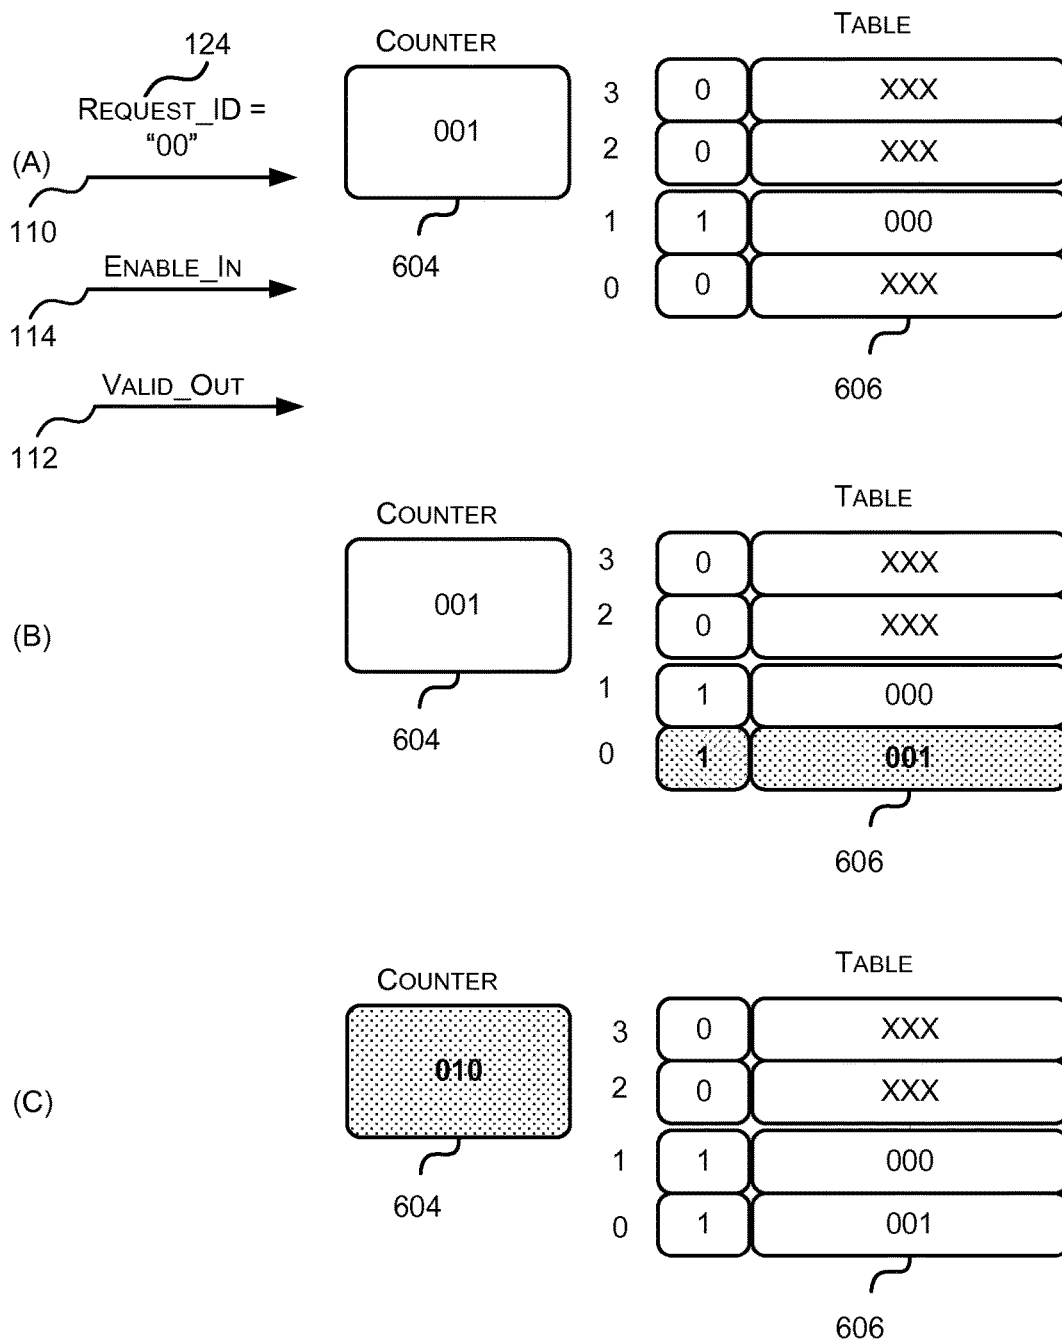 124
REQUEST_ID =
“00”
(A)
110
ENABLE_IN
114
VALID_OUT
112
COUNTER
001
604
TABLE
3 0 XXX
2 0 XXX
1 1 000
0 0 XXX
606
(B)
COUNTER
001
604
TABLE
3 0 XXX
2 0 XXX
1 1 000
0 1 001
606
(C)
COUNTER
010
604
TABLE
3 0 XXX
2 0 XXX
1 1 000
0 1 001
606